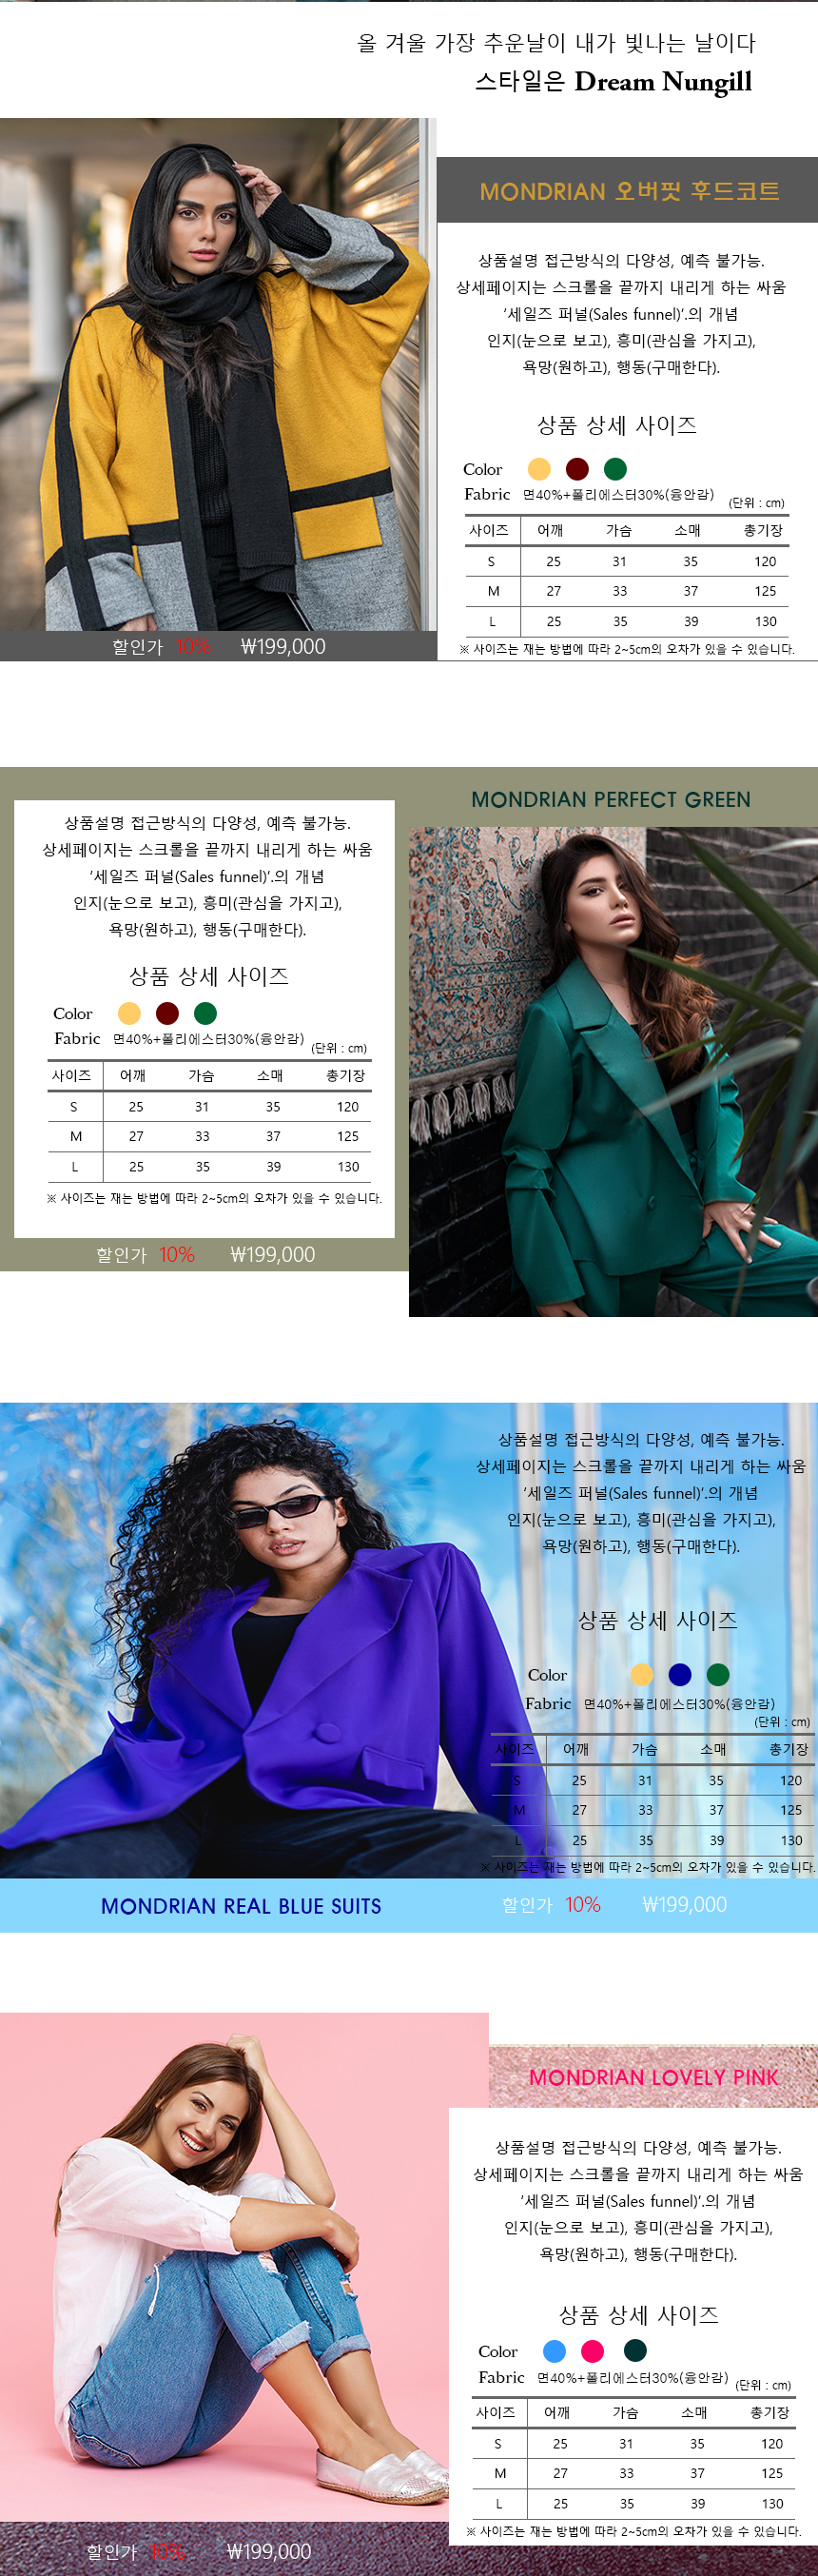 올 겨울 가장 추운날이 내가 빛나는 날이다
스타일은 Dream Nungill
MONDRIAN 오버핏 후드코트
상품설명 접근방식의 다양성, 예측 불가능.
상세페이지는 스크롤을 끝까지 내리게 하는 싸움
‘세일즈 퍼널(Sales funnel)’.의 개념
인지(눈으로 보고), 흥미(관심을 가지고),
욕망(원하고), 행동(구매한다).
상품 상세 사이즈
Color
Fabric 면40%+폴리에스터30%(융안감) (단위 : cm)
사이즈 어깨 가슴 소매 총기장
S 25 31 35 120
M 27 33 37 125
L 25 35 39 130
※ 사이즈는 재는 방법에 따라 2~5cm의 오차가 있을 수 있습니다.
할인가 10% ₩199,000
MONDRIAN PERFECT GREEN
상품설명 접근방식의 다양성, 예측 불가능.
상세페이지는 스크롤을 끝까지 내리게 하는 싸움
‘세일즈 퍼널(Sales funnel)’.의 개념
인지(눈으로 보고), 흥미(관심을 가지고),
욕망(원하고), 행동(구매한다).
상품 상세 사이즈
Color
Fabric 면40%+폴리에스터30%(융안감) (단위 : cm)
사이즈 어깨 가슴 소매 총기장
S 25 31 35 120
M 27 33 37 125
L 25 35 39 130
※ 사이즈는 재는 방법에 따라 2~5cm의 오차가 있을 수 있습니다.
할인가 10% ₩199,000
상품설명 접근방식의 다양성, 예측 불가능.
상세페이지는 스크롤을 끝까지 내리게 하는 싸움
‘세일즈 퍼널(Sales funnel)’.의 개념
인지(눈으로 보고), 흥미(관심을 가지고),
욕망(원하고), 행동(구매한다).
상품 상세 사이즈
Color
Fabric 면40%+폴리에스터30%(융안감)
(단위 : cm)
사이즈 어깨 가슴 소매 총기장
S 25 31 35 120
M 27 33 37 125
L 25 35 39 130
※ 사이즈는 재는 방법에 따라 2~5cm의 오차가 있을 수 있습니다.
MONDRIAN REAL BLUE SUITS 할인가 10% ₩199,000
MONDRIAN LOVELY PINK
상품설명 접근방식의 다양성, 예측 불가능.
상세페이지는 스크롤을 끝까지 내리게 하는 싸움
‘세일즈 퍼널(Sales funnel)’.의 개념
인지(눈으로 보고), 흥미(관심을 가지고),
욕망(원하고), 행동(구매한다).
상품 상세 사이즈
Color
Fabric 면40%+폴리에스터30%(융안감) (단위 : cm)
사이즈 어깨 가슴 소매 총기장
S 25 31 35 120
M 27 33 37 125
L 25 35 39 130
※ 사이즈는 재는 방법에 따라 2~5cm의 오차가 있을 수 있습니다.
할인가 10% ₩199,000